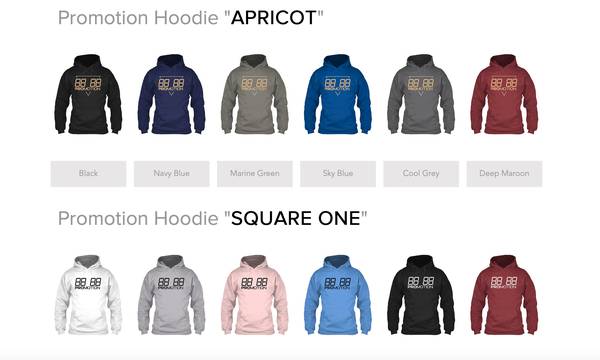 Promotion Hoodie "APRICOT"
88 88 88 88 88 88 88 88 88 88 88 88
PROMOTION PROMOTION PROMOTION PROMOTION PROMOTION PROMOTION
Black Navy Blue Marine Green Sky Blue Cool Grey Deep Maroon
Promotion Hoodie "SQUARE ONE"
88 88 88 88 88 88 88 88 88 88 88 88
PROMOTION PROMOTION PROMOTION PROMOTION PROMOTION PROMOTION